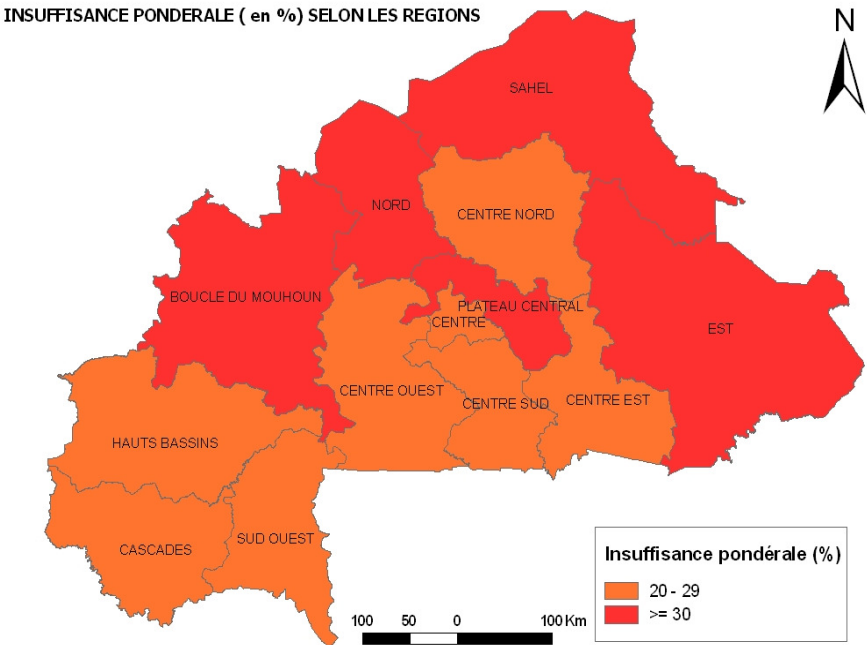 INSUFFISANCE PONDERALE ( en %) SELON LES REGIONS
N
SAHEL
NORD
CENTRE NORD
BOUCLE DU MOUHOUN
PLATEAU CENTRAL
CENTRE
EST
CENTRE OUEST
CENTRE SUD
CENTRE EST
HAUTS BASSINS
CASCADES
SUD OUEST
Insuffisance pondérale (%)
20 - 29
>= 30
100 50 0 100 Km